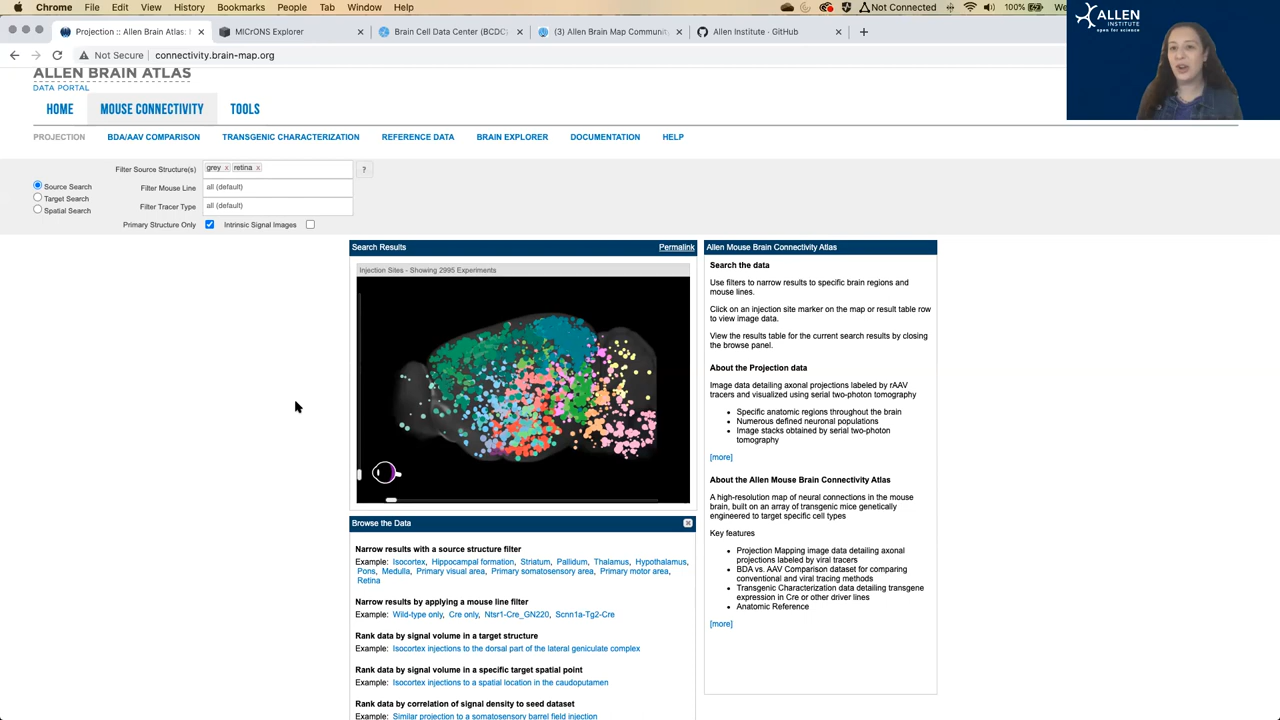 Chrome File Edit View History Bookmarks People Tab Window Help
Not Connected 100% We
Projection :: Allen Brain Atlas: M
MICrONS Explorer
Brain Cell Data Center (BCDC)
(3) Allen Brain Map Communit
Allen Institute · GitHub
Not Secure connectivity.brain-map.org
ALLEN
INSTITUTE
open for science
ALLEN BRAIN ATLAS
DATA PORTAL
HOME MOUSE CONNECTIVITY TOOLS
PROJECTION BDA/AAV COMPARISON TRANSGENIC CHARACTERIZATION REFERENCE DATA BRAIN EXPLORER DOCUMENTATION HELP
Source Search
Target Search
Spatial Search
Filter Source Structure(s) grey x retina x ?
Filter Mouse Line all (default)
Filter Tracer Type all (default)
Primary Structure Only Intrinsic Signal Images
Search Results Permalink
Injection Sites - Showing 2995 Experiments
Browse the Data
Narrow results with a source structure filter
Example: Isocortex, Hippocampal formation, Striatum, Pallidum, Thalamus, Hypothalamus,
Pons, Medulla, Primary visual area, Primary somatosensory area, Primary motor area,
Retina
Narrow results by applying a mouse line filter
Example: Wild-type only, Cre only, Ntsr1-Cre_GN220, Scnn1a-Tg2-Cre
Rank data by signal volume in a target structure
Example: Isocortex injections to the dorsal part of the lateral geniculate complex
Rank data by signal volume in a specific target spatial point
Example: Isocortex injections to a spatial location in the caudoputamen
Rank data by correlation of signal density to seed dataset
Example: Similar projection to a somatosensory barrel field injection
Allen Mouse Brain Connectivity Atlas
Search the data
Use filters to narrow results to specific brain regions and
mouse lines.
Click on an injection site marker on the map or result table row
to view image data.
View the results table for the current search results by closing
the browse panel.
About the Projection data
Image data detailing axonal projections labeled by rAAV
tracers and visualized using serial two-photon tomography
• Specific anatomic regions throughout the brain
• Numerous defined neuronal populations
• Image stacks obtained by serial two-photon
tomography
[more]
About the Allen Mouse Brain Connectivity Atlas
A high-resolution map of neural connections in the mouse
brain, built on an array of transgenic mice genetically
engineered to target specific cell types
Key features
• Projection Mapping image data detailing axonal
projections labeled by viral tracers
• BDA vs. AAV Comparison dataset for comparing
conventional and viral tracing methods
• Transgenic Characterization data detailing transgene
expression in Cre or other driver lines
• Anatomic Reference
[more]